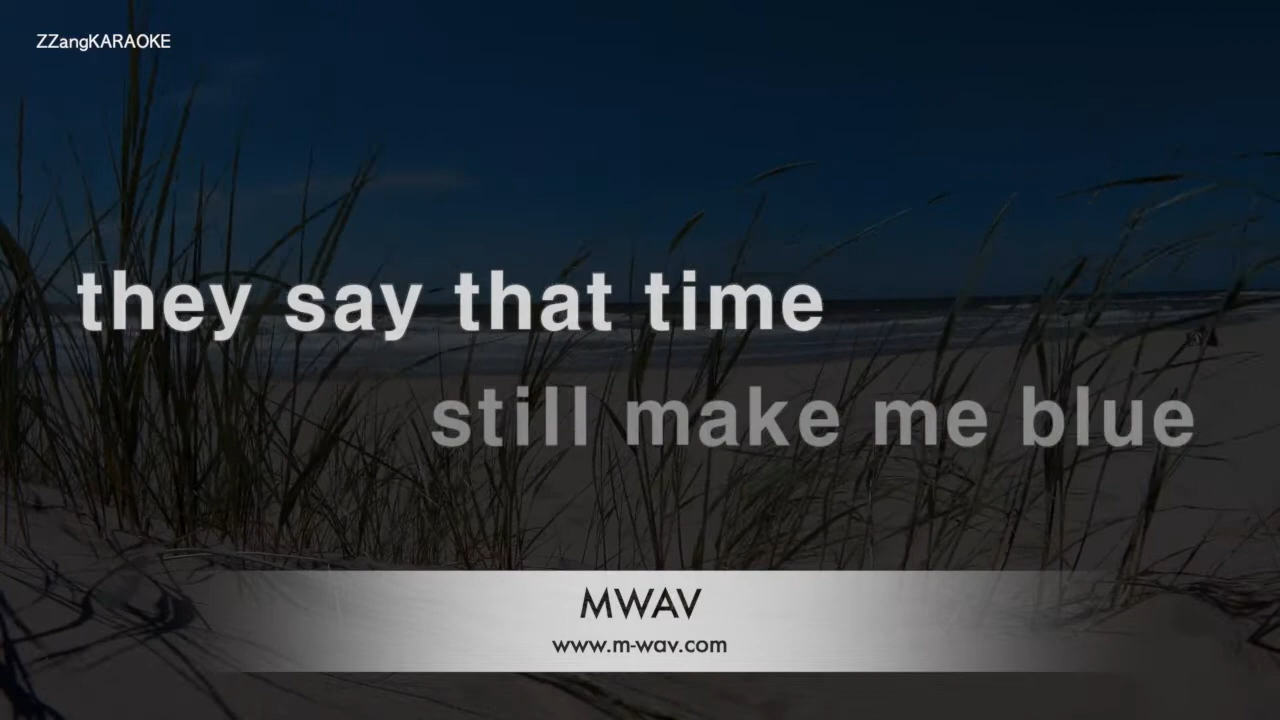 ZZangKARAOKE
they say that time
still make me blue
MWAV
www.m-wav.com